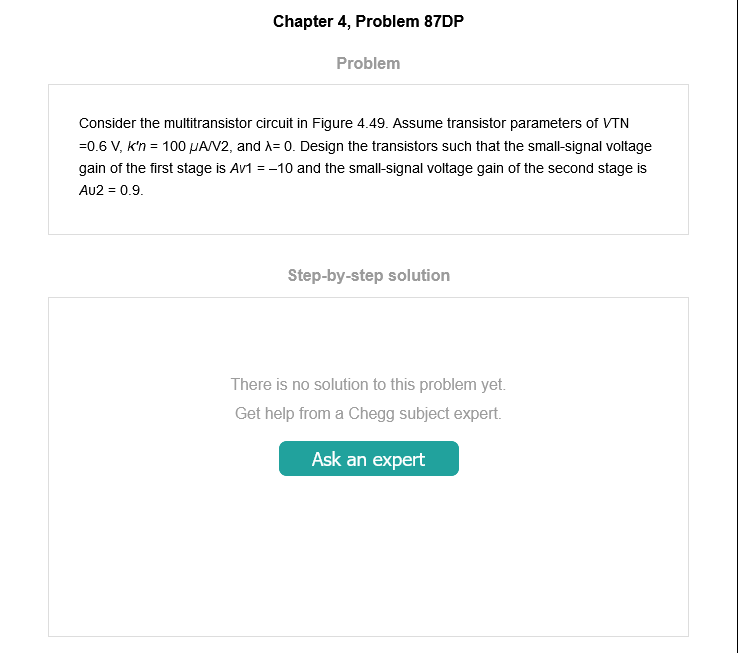 Chapter 4, Problem 87DP
Problem
Consider the multitransistor circuit in Figure 4.49. Assume transistor parameters of VTN
=0.6 V, k'n = 100 μA/V2, and λ= 0. Design the transistors such that the small-signal voltage
gain of the first stage is Av1 = –10 and the small-signal voltage gain of the second stage is
Aυ2 = 0.9.
Step-by-step solution
There is no solution to this problem yet.
Get help from a Chegg subject expert.
Ask an expert